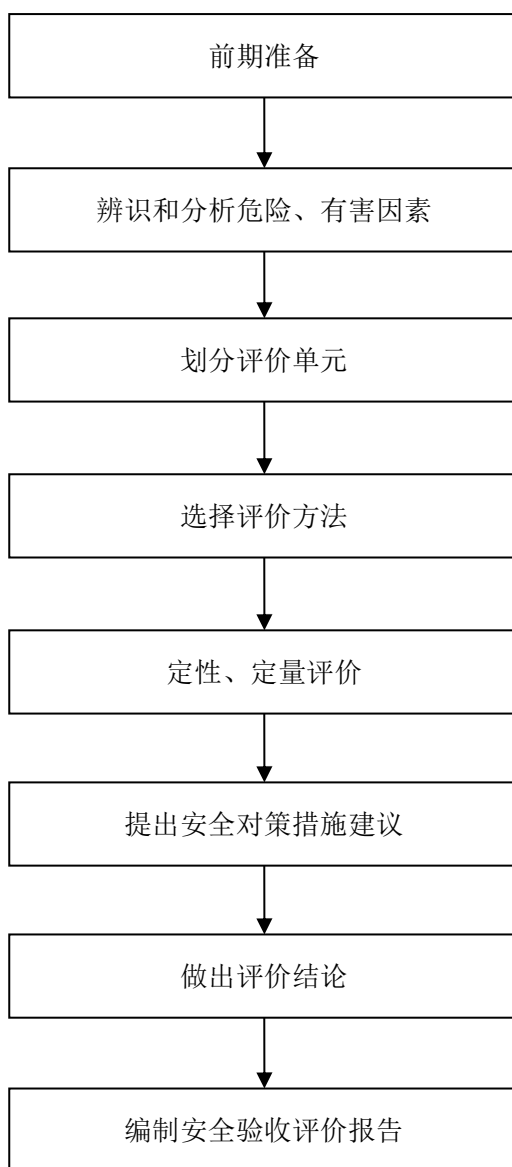 前期准备
辨识和分析危险、有害因素
划分评价单元
选择评价方法
定性、定量评价
提出安全对策措施建议
做出评价结论
编制安全验收评价报告